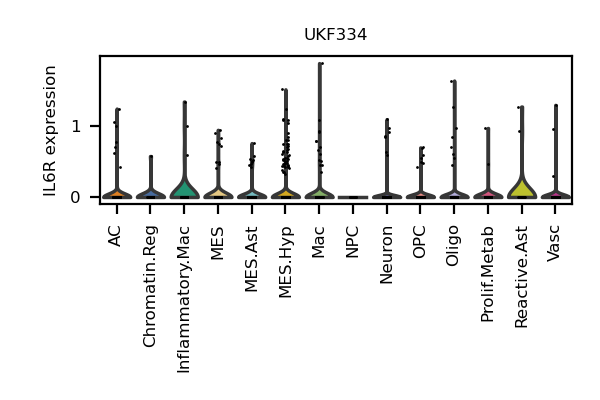 UKF334
IL6R expression
1
0
AC
Chromatin.Reg
Inflammatory.Mac
MES
MES.Ast
MES.Hyp
Mac
NPC
Neuron
OPC
Oligo
Prolif.Metab
Reactive.Ast
Vasc